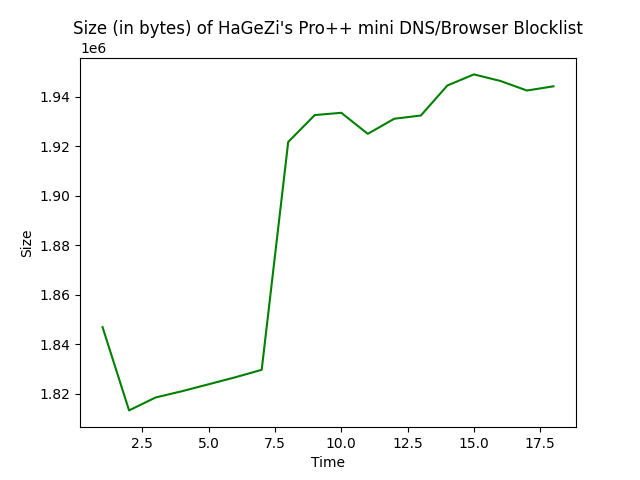 Size (in bytes) of HaGeZi's Pro++ mini DNS/Browser Blocklist
1e6
1.94
1.92
1.90
1.88
1.86
1.84
1.82
Size
2.5 5.0 7.5 10.0 12.5 15.0 17.5
Time